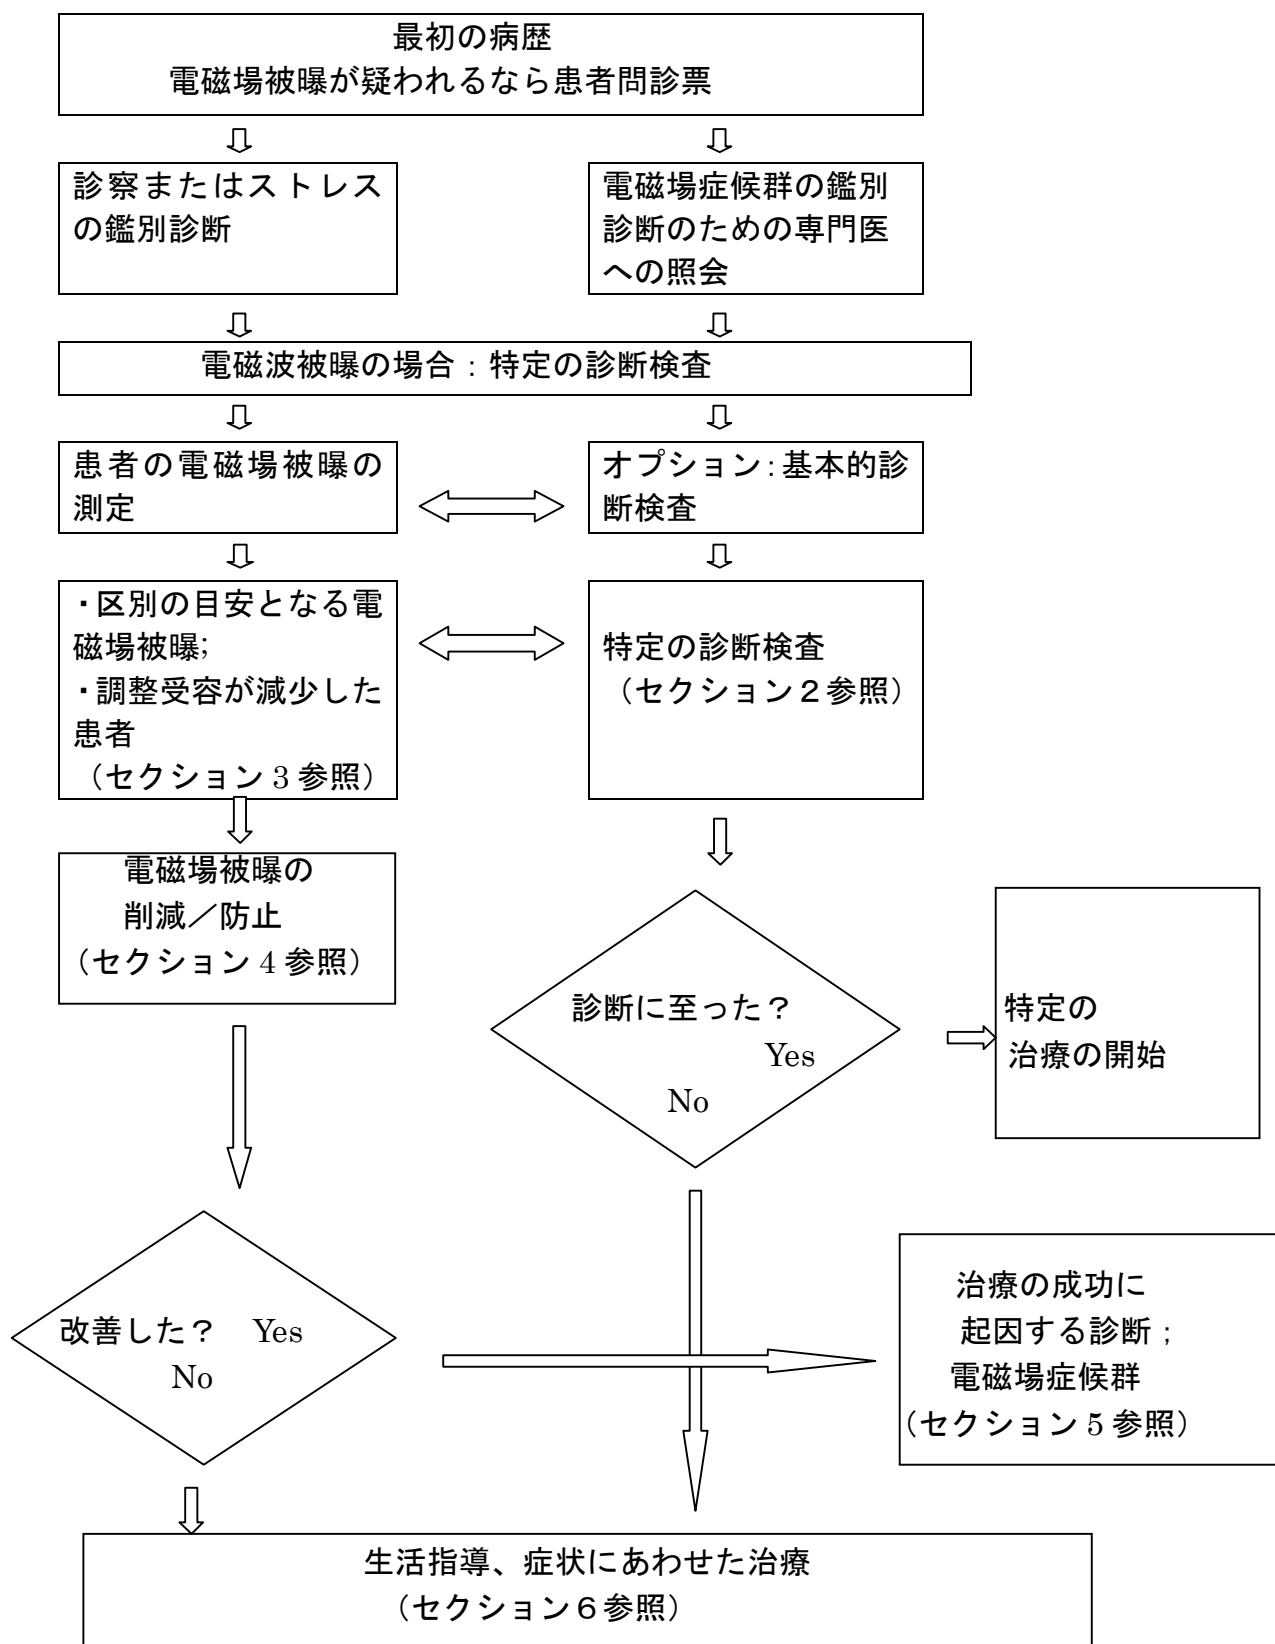 最初の病歴
電磁場被曝が疑われるなら患者問診票
診察またはストレス
の鑑別診断
電磁場症候群の鑑別
診断のための専門医
への照会
電磁波被曝の場合：特定の診断検査
患者の電磁場被曝の
測定
オプション：基本的診
断検査
・区別の目安となる電
磁場被曝;
・調整受容が減少した
患者
（セクション3参照）
特定の診断検査
（セクション２参照）
電磁場被曝の
削減／防止
（セクション4参照）
診断に至った？
Yes
No
特定の
治療の開始
改善した？ Yes
No
治療の成功に
起因する診断；
電磁場症候群
（セクション5参照）
生活指導、症状にあわせた治療
（セクション６参照）